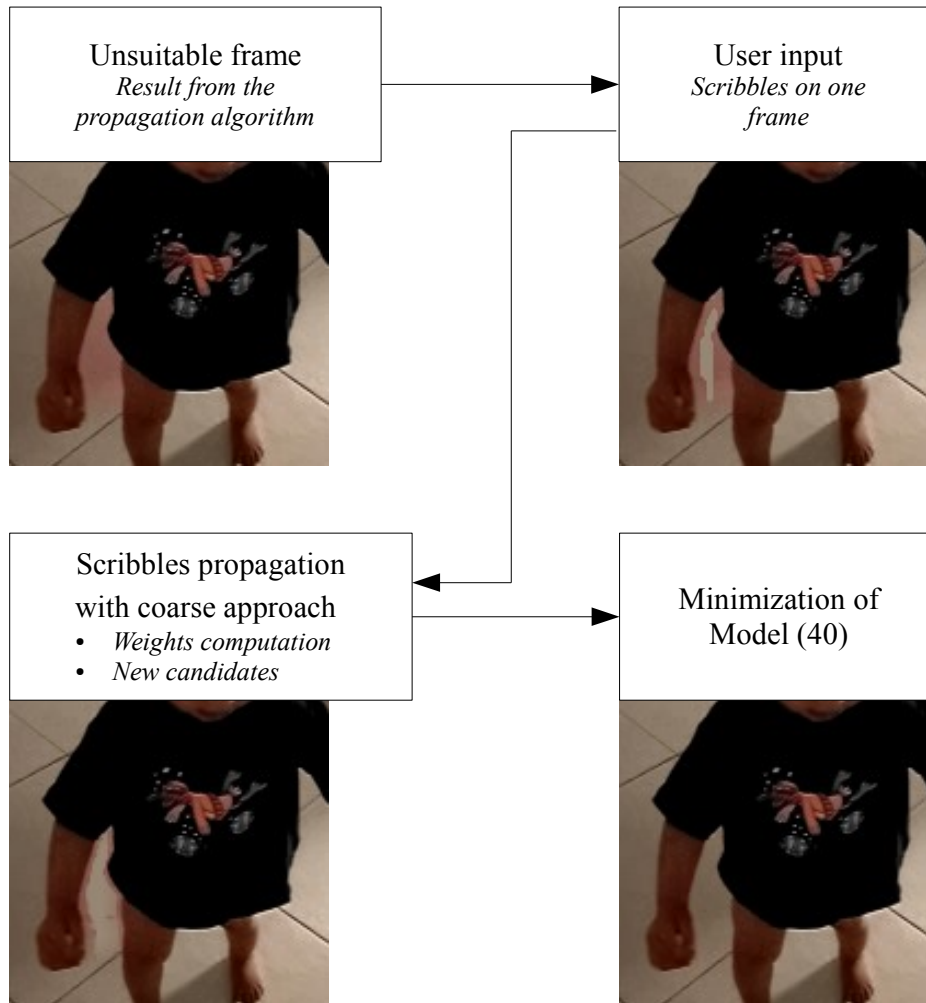 Unsuitable frame
Result from the
propagation algorithm
User input
Scribbles on one
frame
Scribbles propagation
with coarse approach
• Weights computation
• New candidates
Minimization of
Model (40)